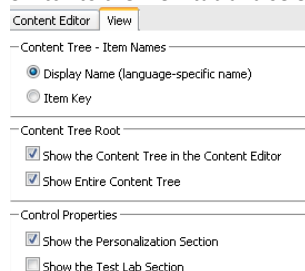 Content Editor View
Content Tree - Item Names
Display Name (language-specific name)
Item Key
Content Tree Root
Show the Content Tree in the Content Editor
Show Entire Content Tree
Control Properties
Show the Personalization Section
Show the Test Lab Section